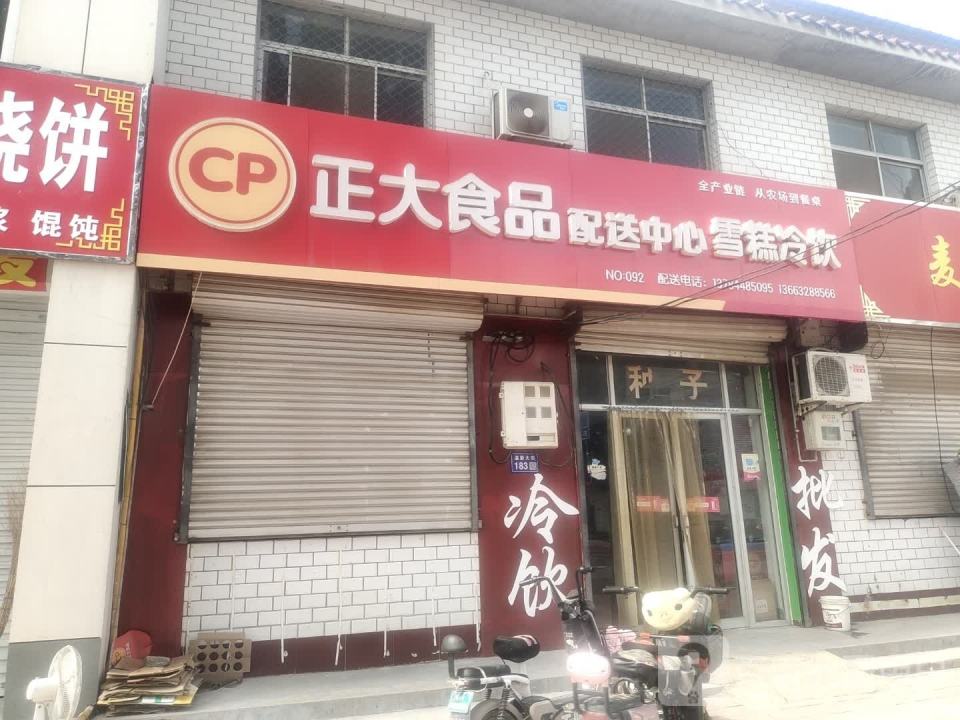 烧饼
馄饨
CP
正大食品 配送中心 雪糕冷饮
全产业链 从农场到餐桌
NO:092 配送电话: 13784485095 13663288566
麦
种子
183
冷饮
批发